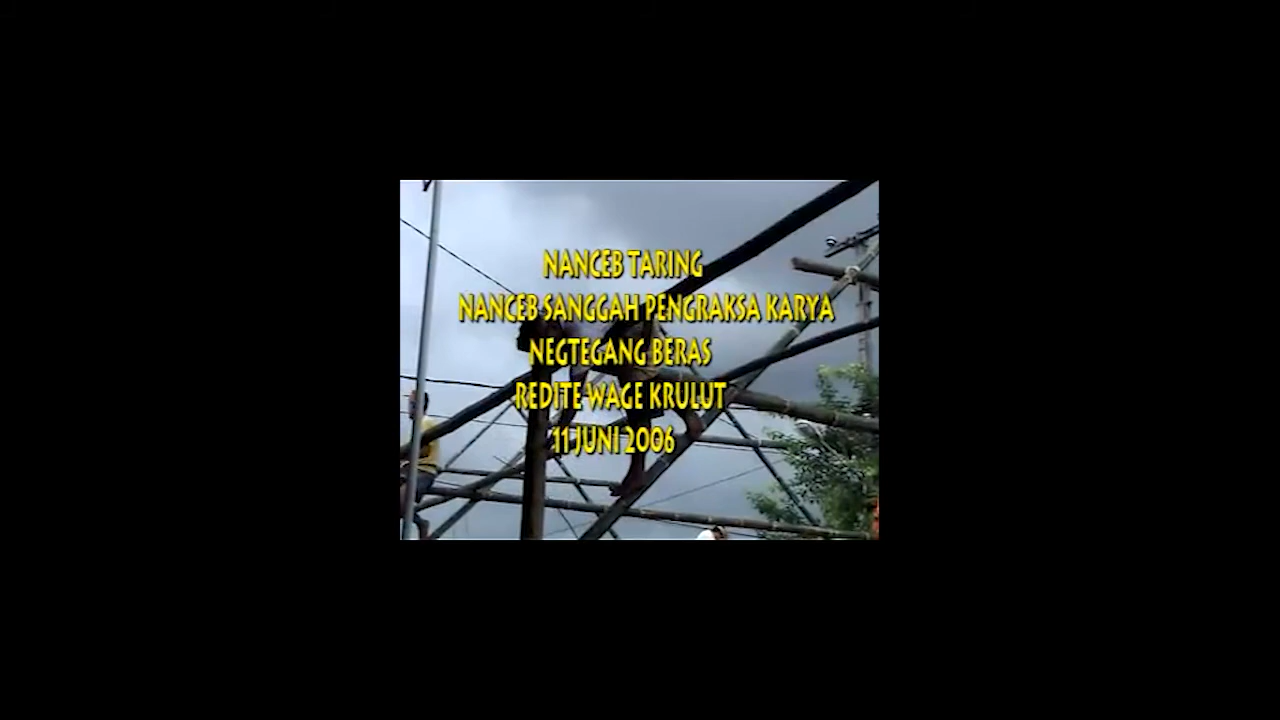 NANCEB TARING
NANCEB SANGGAH PENGRAKSA KARYA
NEGTEGANG BERAS
REDITE WAGE KRULUT
11 JUNI 2006